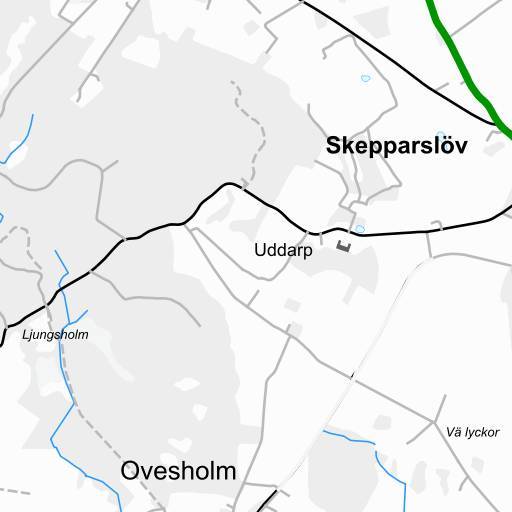 Skepparslöv
Uddarp
Ljungsholm
Vä lyckor
Ovesholm